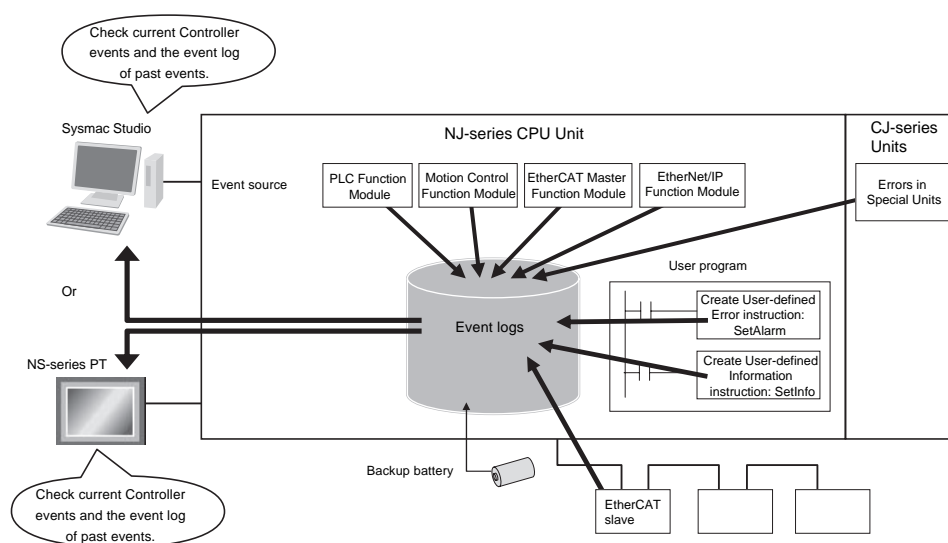 Check current Controller
events and the event log
of past events.
Sysmac Studio
NJ-series CPU Unit
CJ-series
Units
Event source
PLC Function
Module
Motion Control
Function Module
EtherCAT Master
Function Module
EtherNet/IP
Function Module
Errors in
Special Units
User program
Or
Event logs
Create User-defined
Error instruction:
SetAlarm
Create User-defined
Information
instruction: SetInfo
NS-series PT
Backup battery
Check current Controller
events and the event log
of past events.
EtherCAT
slave